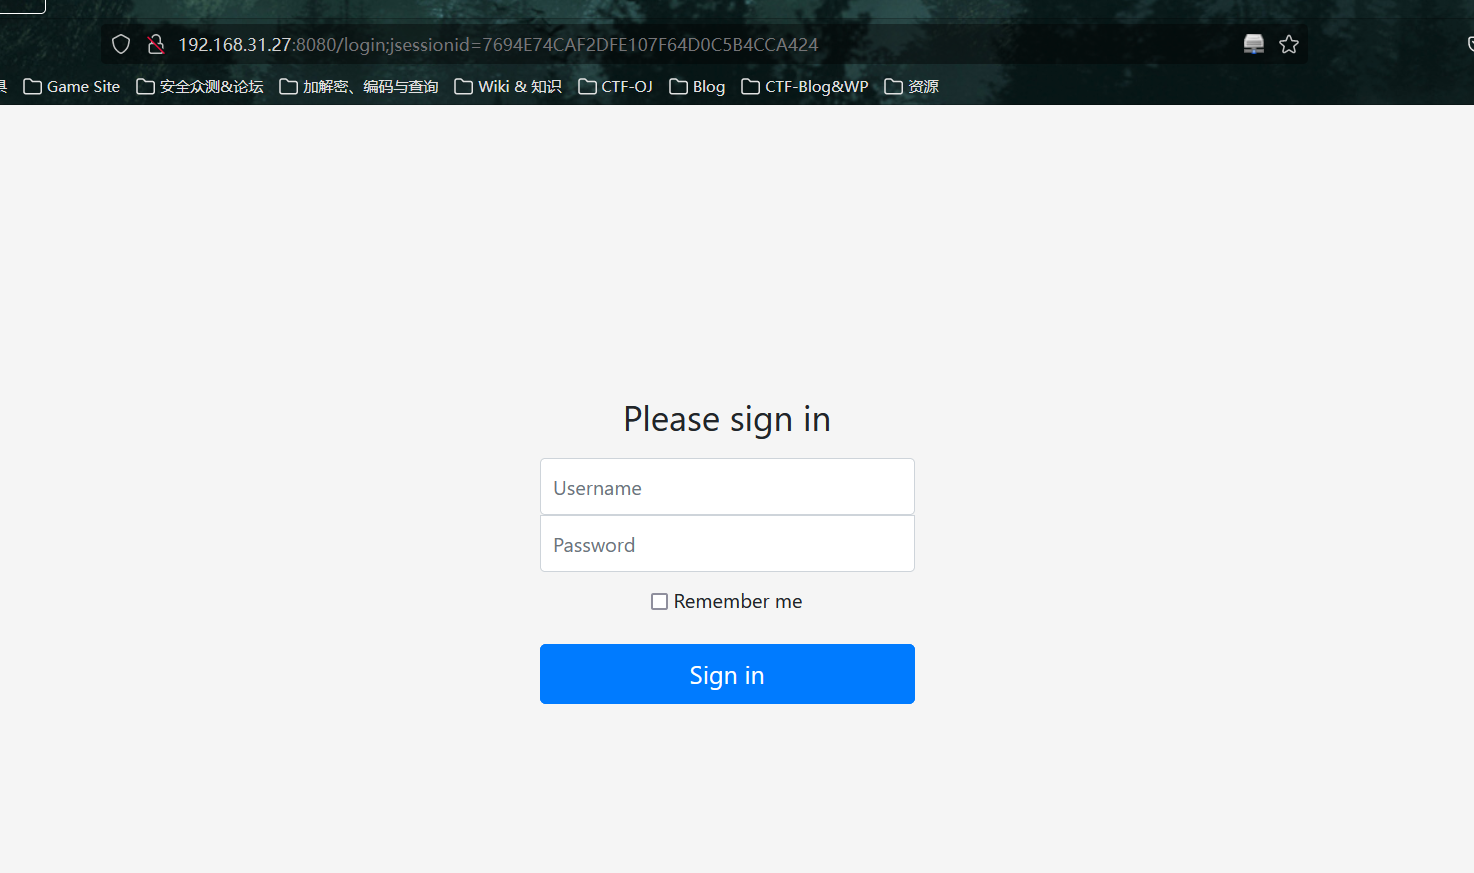 192.168.31.27:8080/login;jsessionid=7694E74CAF2DFE107F64D0C5B4CCA424
具 Game Site 安全众测&论坛 加解密、编码与查询 Wiki & 知识 CTF-OJ Blog CTF-Blog&WP 资源
Please sign in
Username
Password
Remember me
Sign in